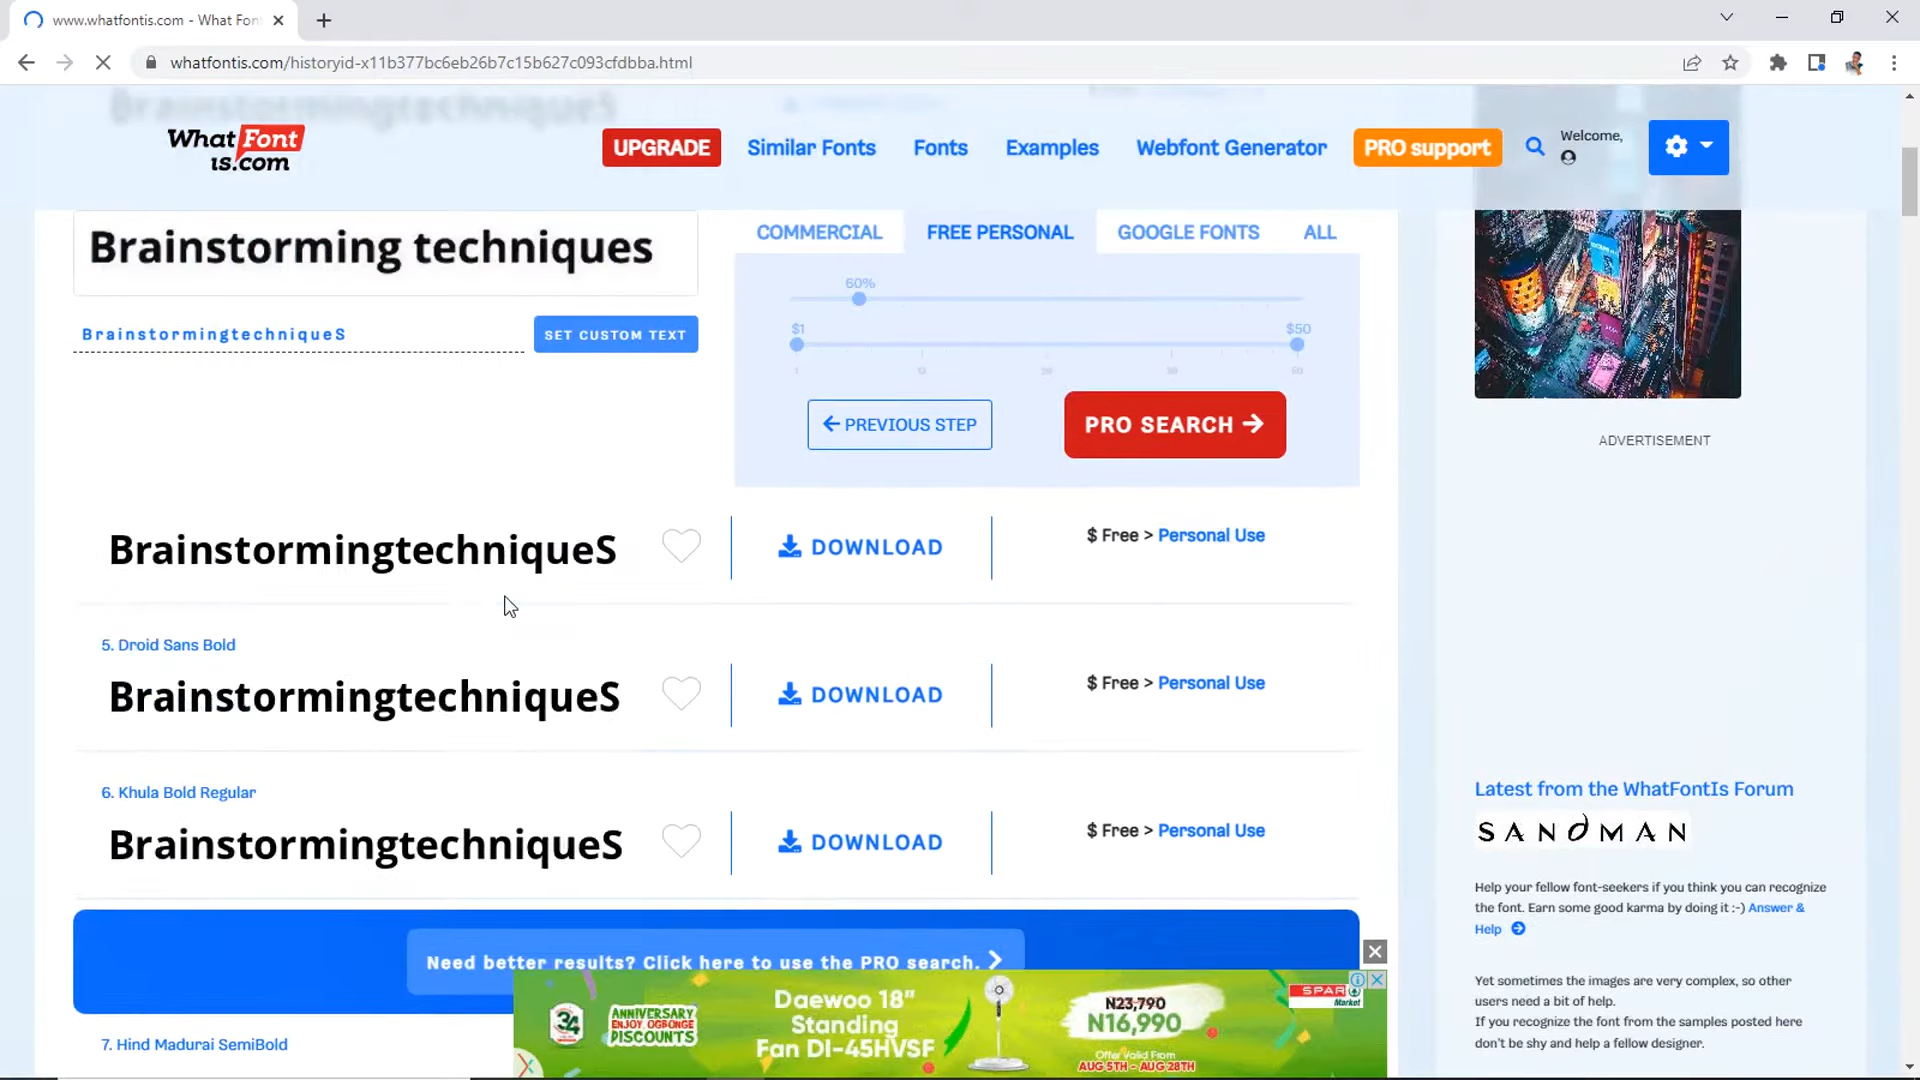 www.whatfontis.com - What Fon
whatfontis.com/historyid-x11b377bc6eb26b7c15b627c093cfdbba.html
BrainstormingtechniqueS
What Font
is.com
UPGRADE
Similar Fonts
Fonts
Examples
Webfont Generator
PRO support
Welcome,
Brainstorming techniques
COMMERCIAL
FREE PERSONAL
GOOGLE FONTS
ALL
60%
$1
$50
BrainstormingtechniqueS
SET CUSTOM TEXT
PREVIOUS STEP
PRO SEARCH
ADVERTISEMENT
BrainstormingtechniqueS
DOWNLOAD
$ Free > Personal Use
5. Droid Sans Bold
BrainstormingtechniqueS
DOWNLOAD
$ Free > Personal Use
6. Khula Bold Regular
BrainstormingtechniqueS
DOWNLOAD
$ Free > Personal Use
Need better results? Click here to use the PRO search.
7. Hind Madurai SemiBold
34
ANNIVERSARY
ENJOY OGBONGE
DISCOUNTS
Daewoo 18"
Standing
Fan DI-45HVSF
N23,790
N16,990
Offer Valid From
AUG 5TH - AUG 28TH
SPAR
Market
Latest from the WhatFontIs Forum
SANDMAN
Help your fellow font-seekers if you think you can recognize
the font. Earn some good karma by doing it :-) Answer &
Help
Yet sometimes the images are very complex, so other
users need a bit of help.
If you recognize the font from the samples posted here
don't be shy and help a fellow designer.